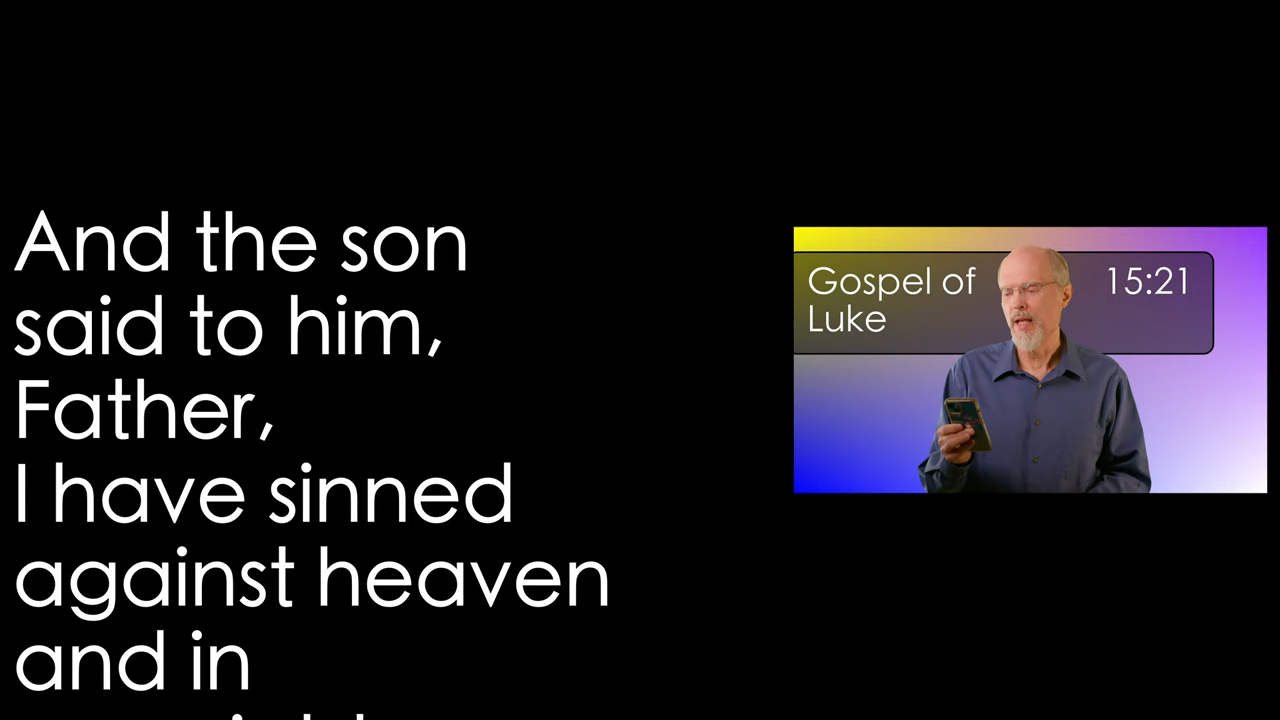 And the son
said to him,
Father,
I have sinned
against heaven
and in
Gospel of
Luke
15:21